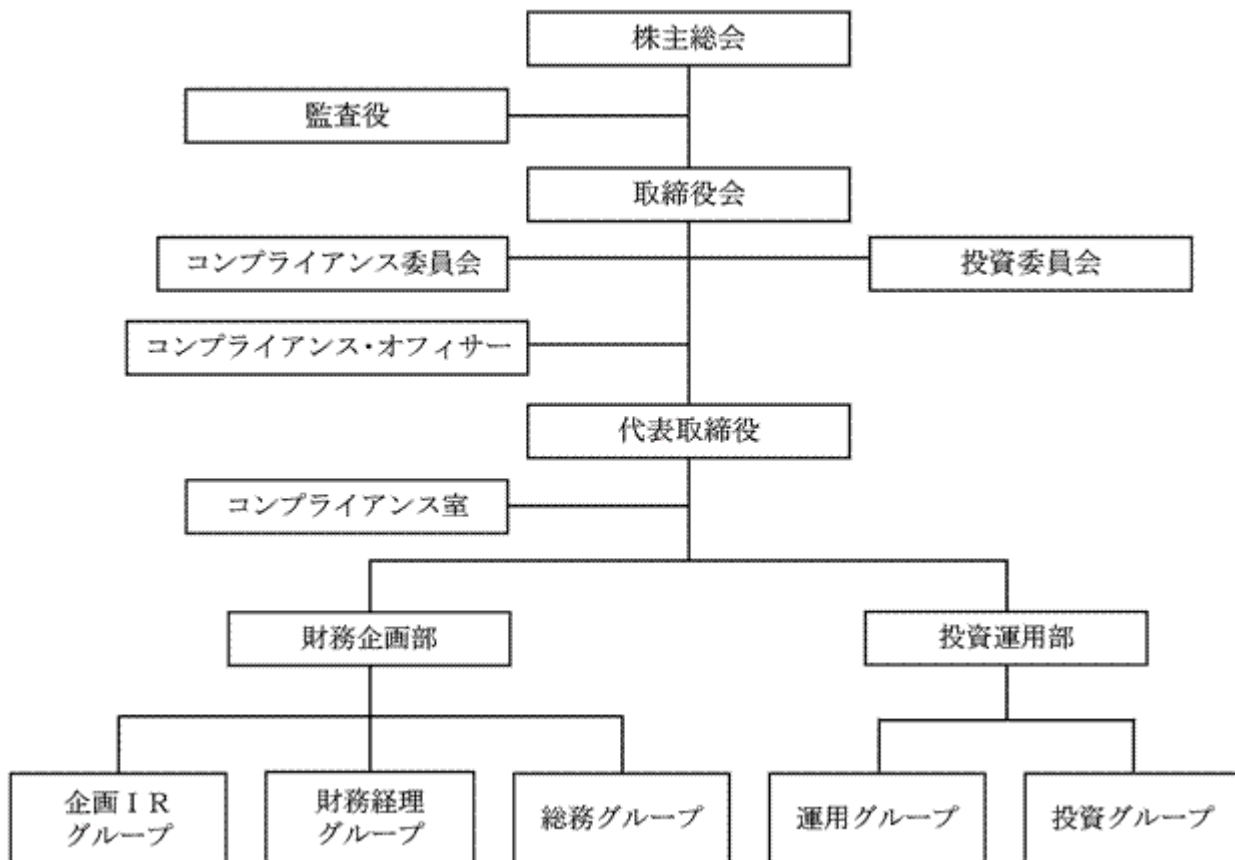 株主総会
監査役
取締役会
コンプライアンス委員会
投資委員会
コンプライアンス・オフィサー
代表取締役
コンプライアンス室
財務企画部
投資運用部
企画ＩＲ
グループ
財務経理
グループ
総務グループ
運用グループ
投資グループ